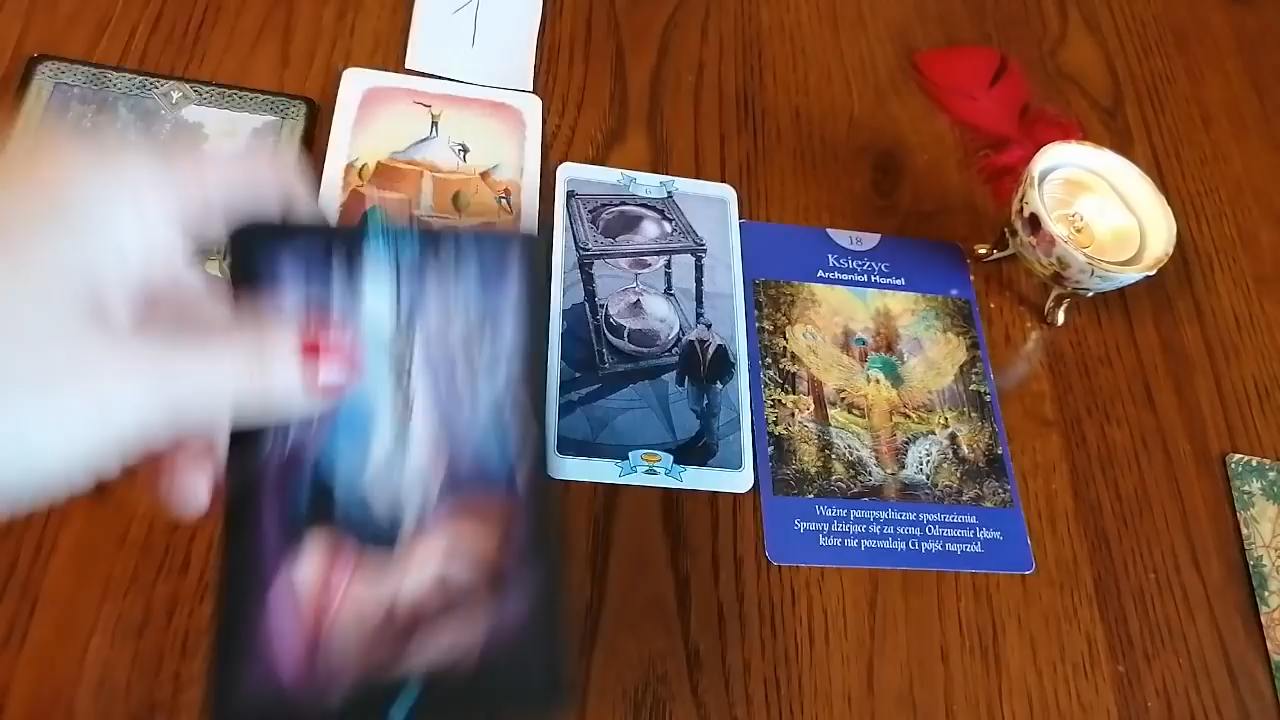 6
18
Księżyc
Archanioł Haniel
Ważne parapsychiczne spostrzeżenia.
Sprawy dziejące się za sceną. Odrzucenie lęków,
które nie pozwalają Ci pójść naprzód.